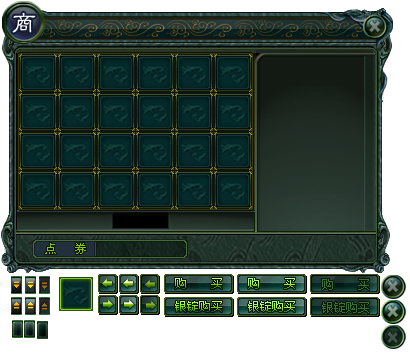 商
点 券
购 买 购 买 购 买
银锭购买 银锭购买 银锭购买